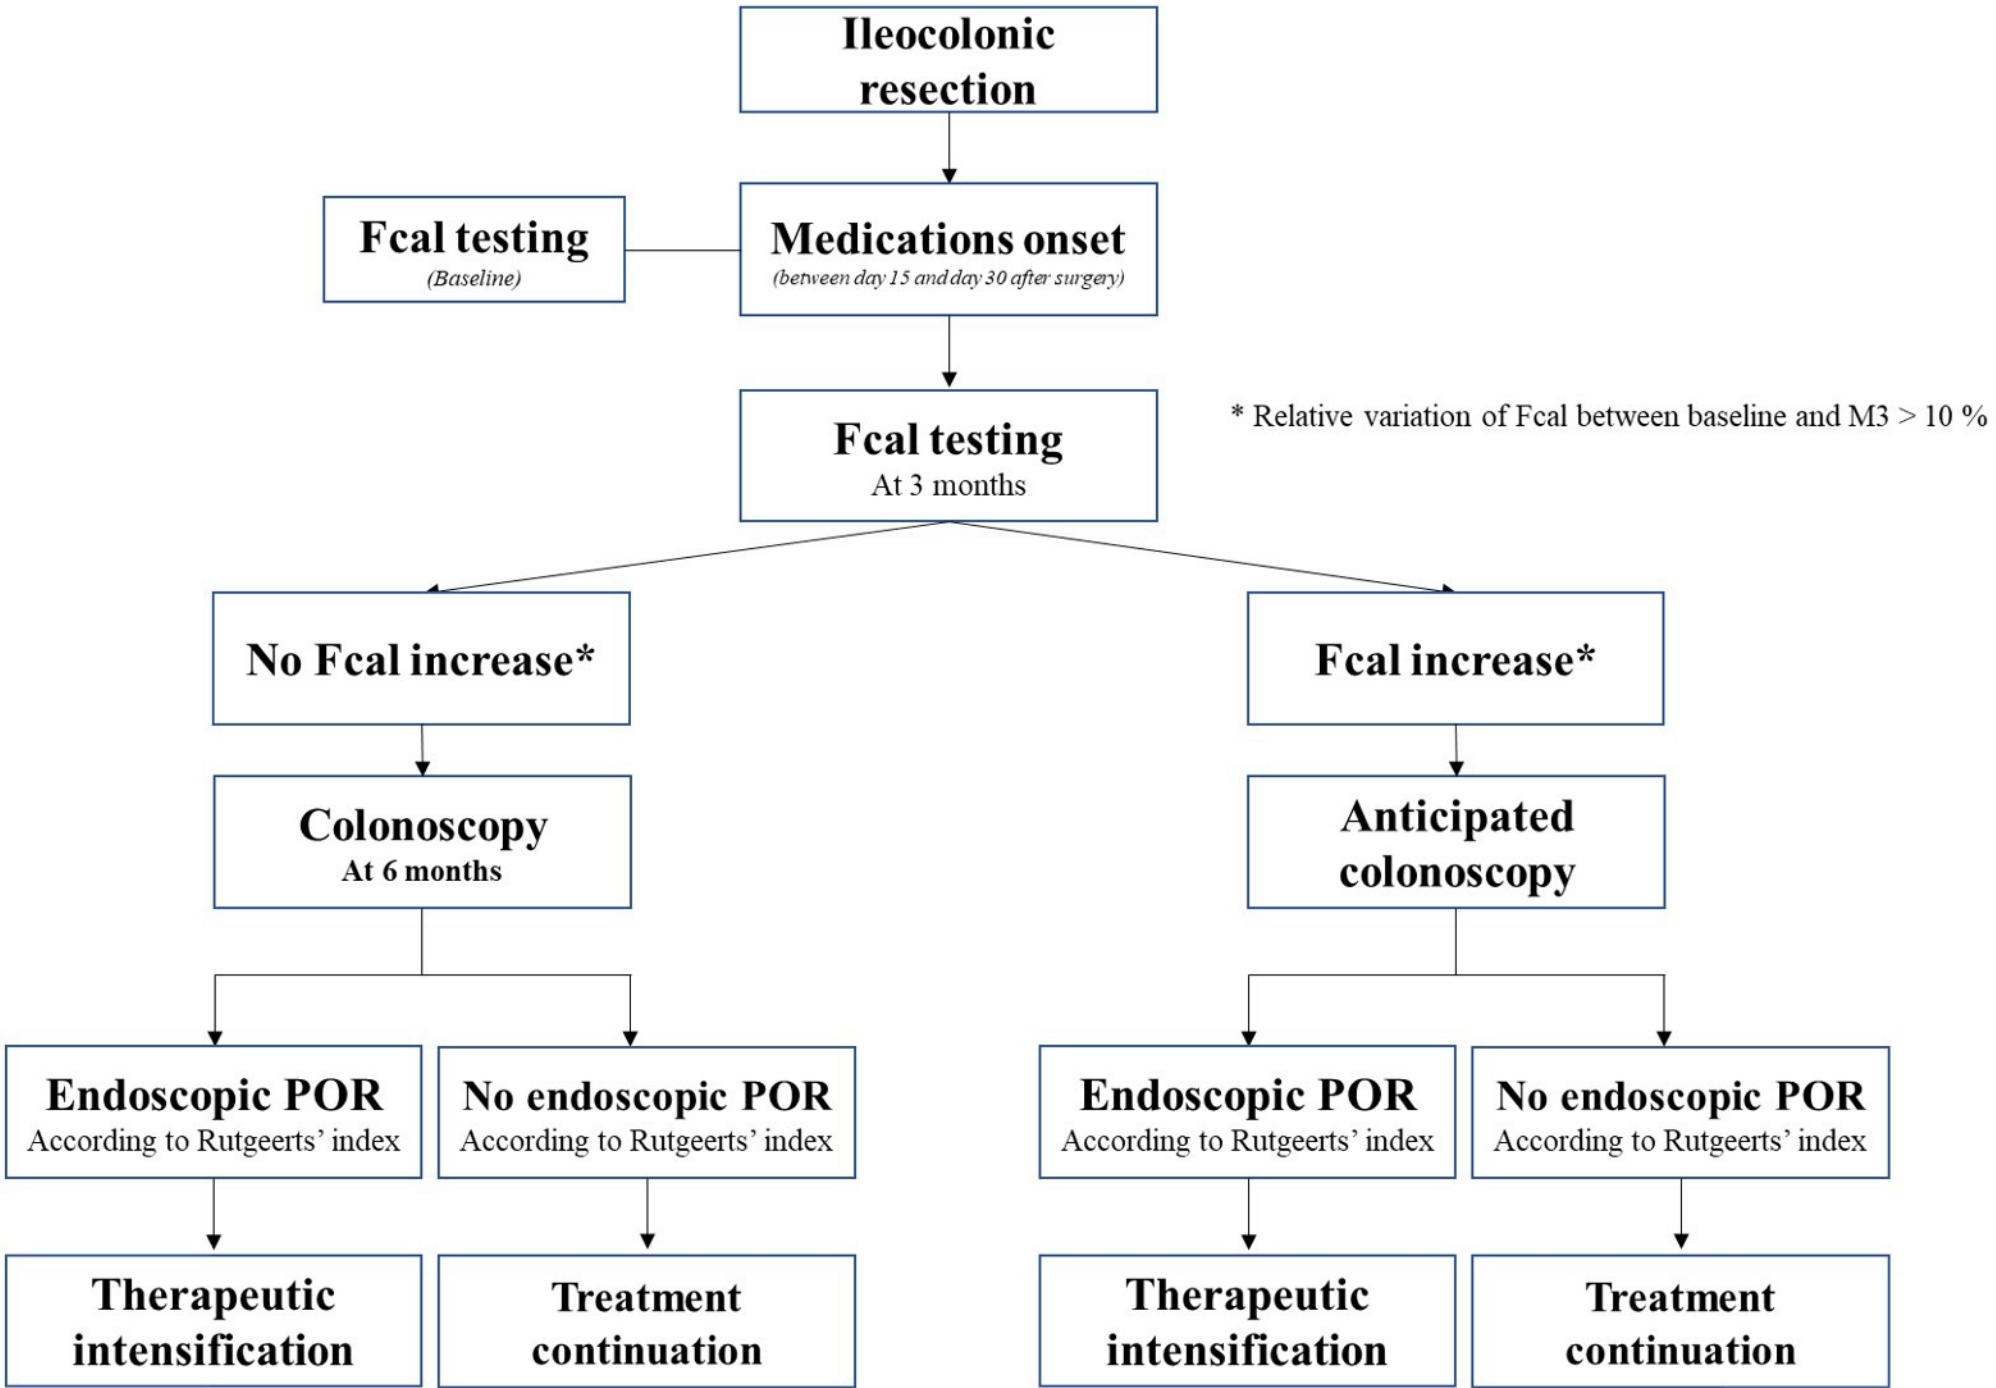 Ileocolonic
resection
Fcal testing
(Baseline)
Medications onset
(between day 15 and day 30 after surgery)
Fcal testing
At 3 months
* Relative variation of Fcal between baseline and M3 > 10 %
No Fcal increase*
Fcal increase*
Colonoscopy
At 6 months
Anticipated
colonoscopy
Endoscopic POR
According to Rutgeerts’ index
No endoscopic POR
According to Rutgeerts’ index
Endoscopic POR
According to Rutgeerts’ index
No endoscopic POR
According to Rutgeerts’ index
Therapeutic
intensification
Treatment
continuation
Therapeutic
intensification
Treatment
continuation